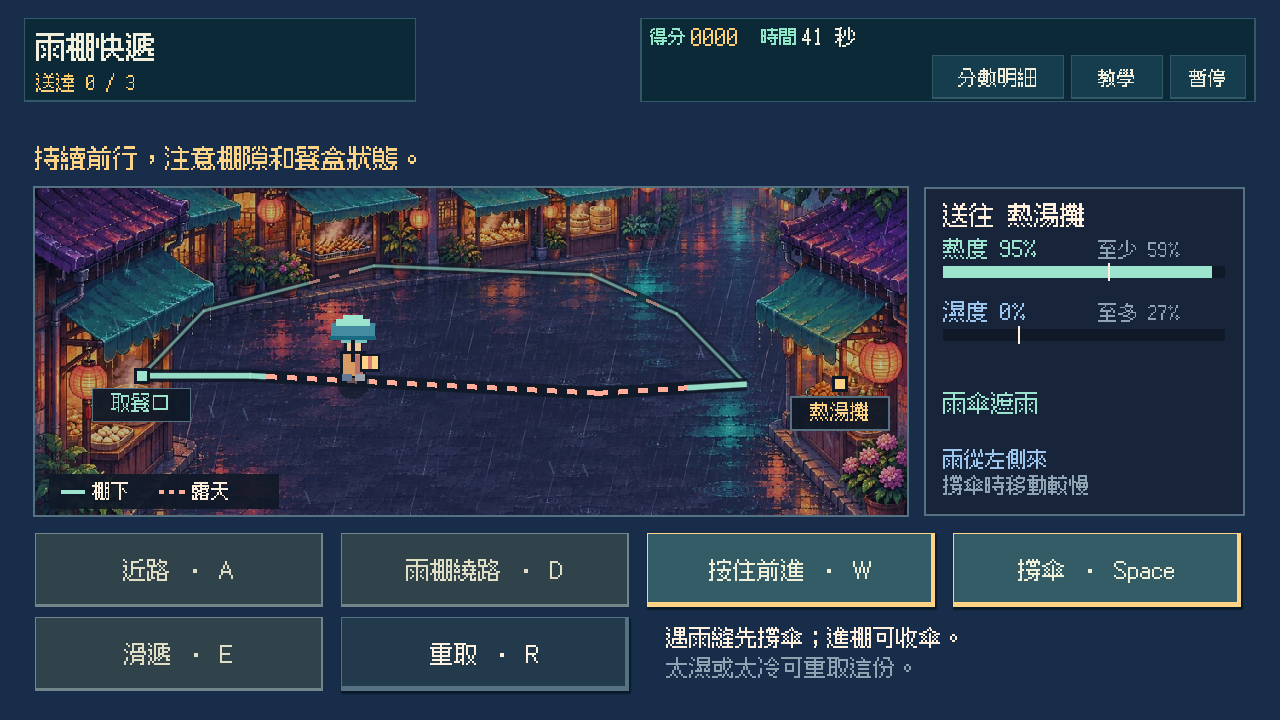 雨棚快遞
送達 0 / 3
得分 0000 時間 41 秒
分數明細
教學
暫停
持續前行，注意棚隙和餐盒狀態。
送往 熱湯攤
熱度 95% 至少 59%
濕度 0% 至多 27%
雨傘遮雨
雨從左側來
撐傘時移動較慢
取餐口
熱湯攤
棚下 露天
近路 · A
雨棚繞路 · D
按住前進 · W
撐傘 · Space
滑遞 · E
重取 · R
遇雨縫先撐傘；進棚可收傘。
太濕或太冷可重取這份。